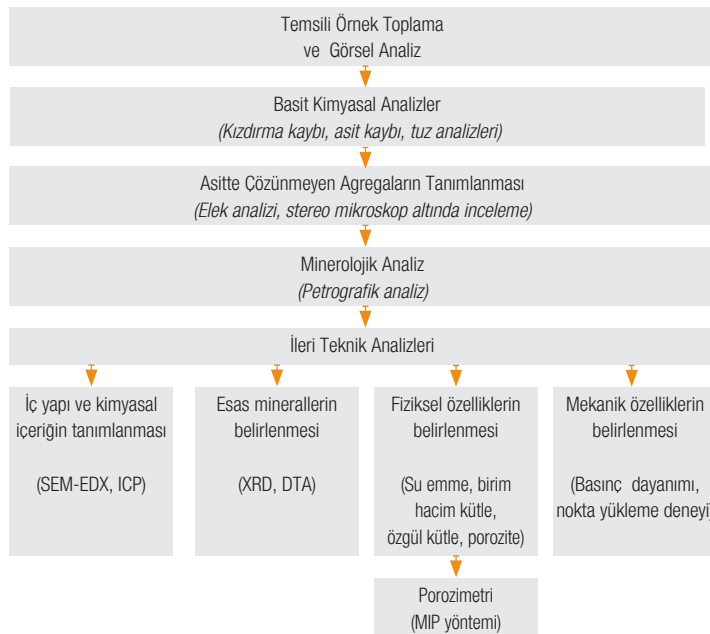 Temsili Örnek Toplama
ve Görsel Analiz
Basit Kimyasal Analizler
(Kızdırma kaybı, asit kaybı, tuz analizleri)
Asitte Çözünmeyen Agregaların Tanımlanması
(Elek analizi, stereo mikroskop altında inceleme)
Minerolojik Analiz
(Petrografik analiz)
İleri Teknik Analizleri
İç yapı ve kimyasal
içeriğin tanımlanması
(SEM-EDX, ICP)
Esas minerallerin
belirlenmesi
(XRD, DTA)
Fiziksel özelliklerin
belirlenmesi
(Su emme, birim
hacim kütle,
özgül kütle, porozite)
Mekanik özelliklerin
belirlenmesi
(Basınç dayanımı,
nokta yükleme deneyi)
Porozimetri
(MIP yöntemi)